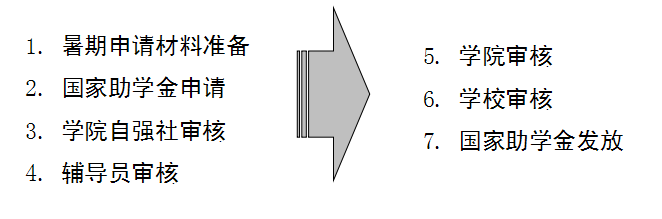 1. 暑期申请材料准备
2. 国家助学金申请
3. 学院自强社审核
4. 辅导员审核
5. 学院审核
6. 学校审核
7. 国家助学金发放